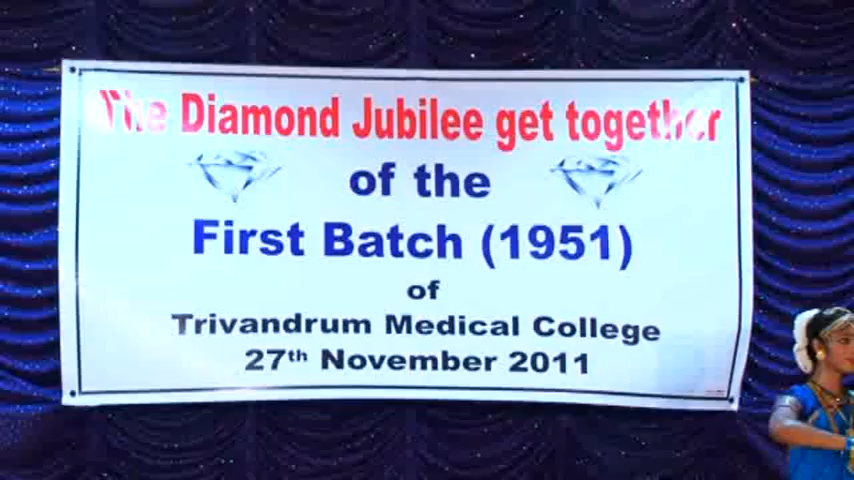 The Diamond Jubilee get together
of the
First Batch (1951)
of
Trivandrum Medical College
27th November 2011